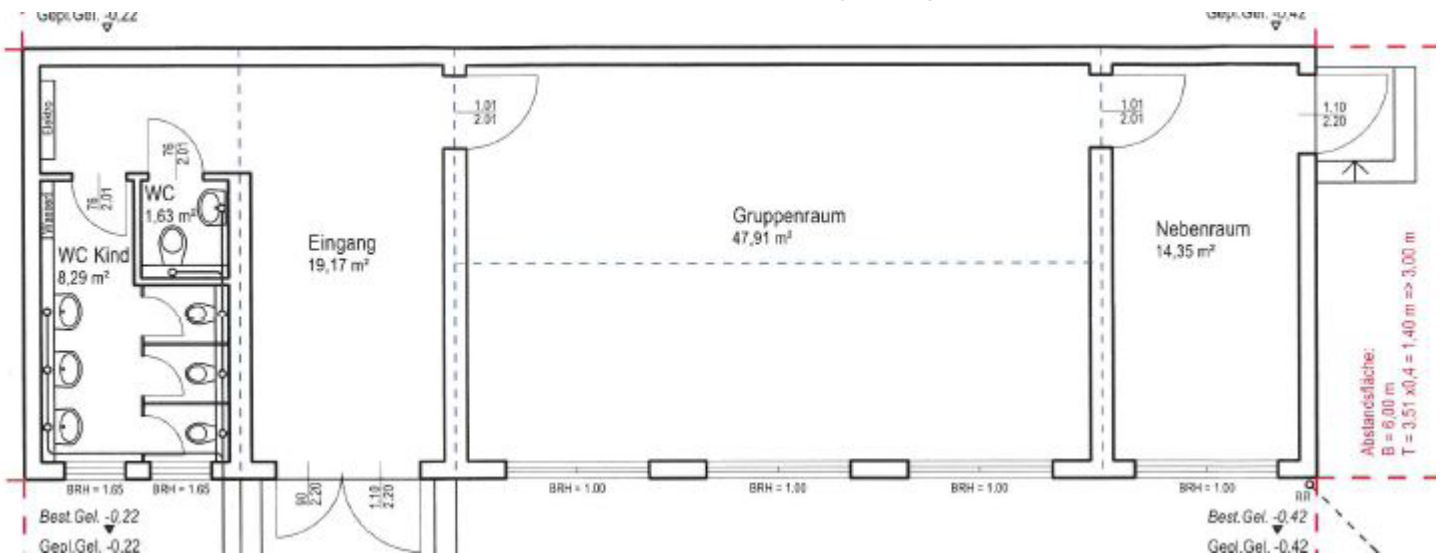 Gepl.Gel. -0,22
Gepl.Gel. -0,42
Elektro
76
2.01
1.01
2.01
1.01
2.01
1.10
2.20
WC
1,63 m²
76
2.01
Wasser
WC Kind
8,29 m²
Eingang
19,17 m²
Gruppenraum
47,91 m²
Nebenraum
14,35 m²
Abstandsfläche:
B = 6,00 m
T = 3,51 x0,4 = 1,40 m => 3,00 m
BRH = 1.65
BRH = 1.65
90
2.20
1.10
2.20
BRH = 1.00
BRH = 1.00
BRH = 1.00
BRH = 1.00
RR
Best.Gel. -0.22
Gepl.Gel. -0.22
Best.Gel. -0.42
Gepl.Gel. -0.42